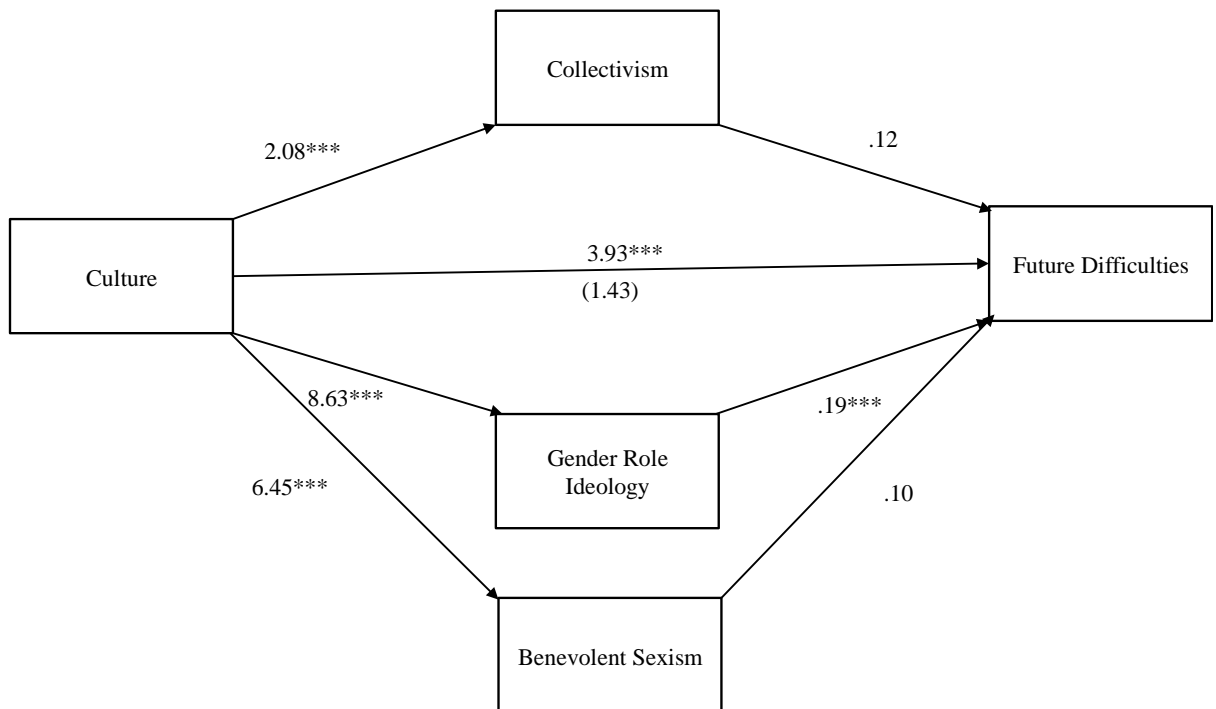 Collectivism
2.08***
.12
Culture
3.93***
(1.43)
Future Difficulties
8.63***
.19***
Gender Role
Ideology
6.45***
.10
Benevolent Sexism